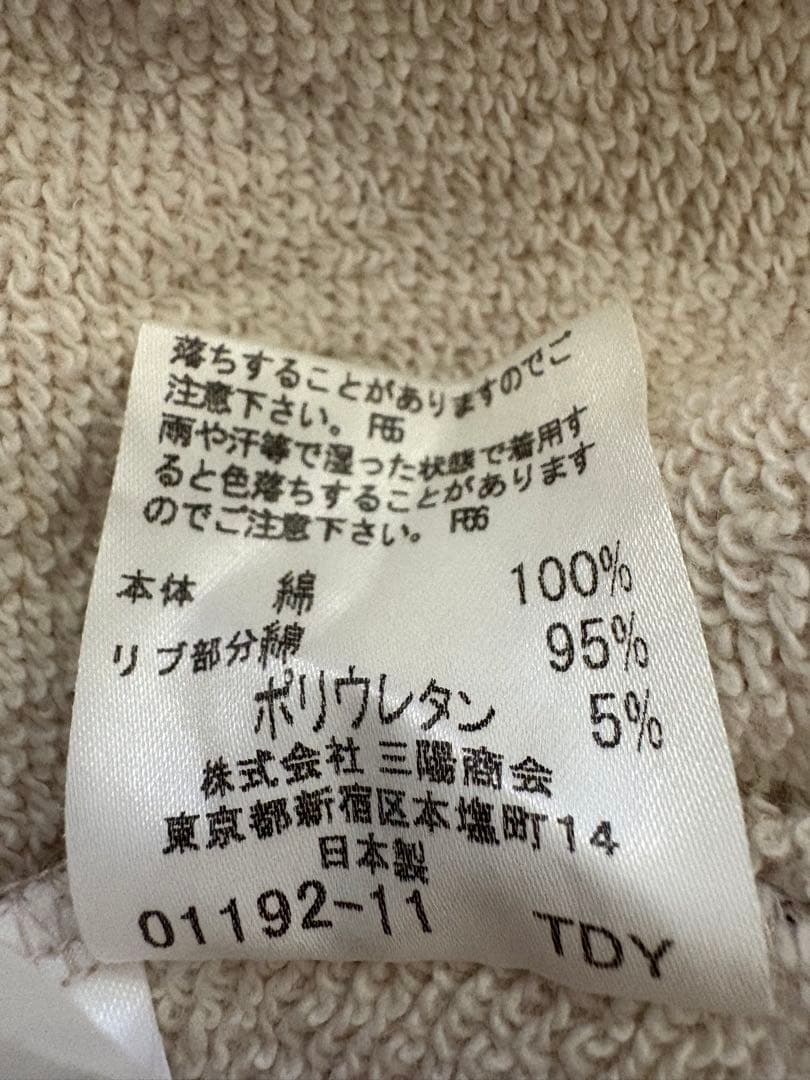 落ちすることがありますのでご
注意下さい。 R65
雨や汗等で湿った状態で着用す
ると色落ちすることがあります
のでご注意下さい。 R66
本体 綿 100%
リブ部分綿 95%
ポリウレタン 5%
株式会社 三陽商会
東京都新宿区本塩町14
日本製
01192-11 TDY